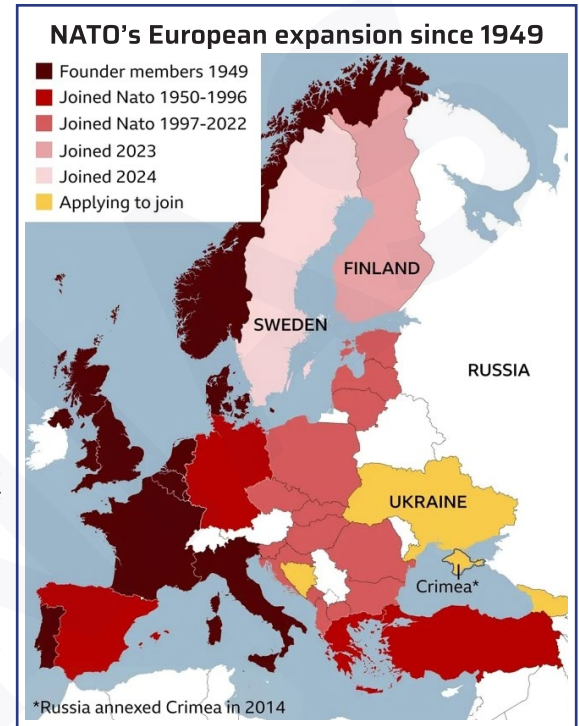 NATO's European expansion since 1949
Founder members 1949
Joined Nato 1950-1996
Joined Nato 1997-2022
Joined 2023
Joined 2024
Applying to join
FINLAND
SWEDEN
RUSSIA
UKRAINE
Crimea*
*Russia annexed Crimea in 2014